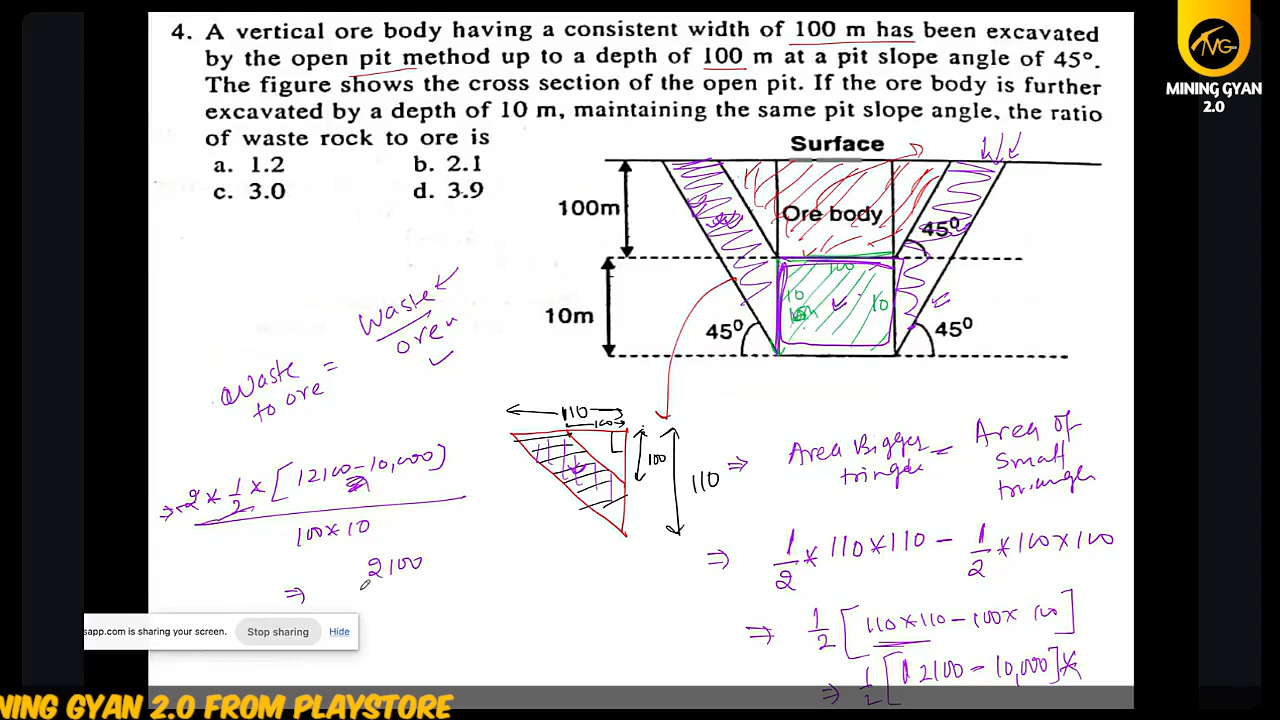 4. A vertical ore body having a consistent width of 100 m has been excavated
by the open pit method up to a depth of 100 m at a pit slope angle of 45°.
The figure shows the cross section of the open pit. If the ore body is further
excavated by a depth of 10 m, maintaining the same pit slope angle, the ratio
of waste rock to ore is
a. 1.2 b. 2.1
c. 3.0 d. 3.9
MINING GYAN
2.0
Surface
100m
Ore body
45⁰
100
10m
10
10
45⁰
45⁰
Waste
to ore =
Waste
ore
⇒ 2 * 1/2 * [12100 - 10,000]
100 x 10
⇒ 2100
110
100
100
110
⇒ Area Bigger
tringle
= Area of
small
triangle
⇒ 1/2 * 110 * 110 - 1/2 * 100 x 100
⇒ 1/2 [110 x 110 - 100 x 100]
⇒ 1/2 [12100 - 10,000] x
sapp.com is sharing your screen.
Stop sharing
Hide
NING GYAN 2.0 FROM PLAYSTORE